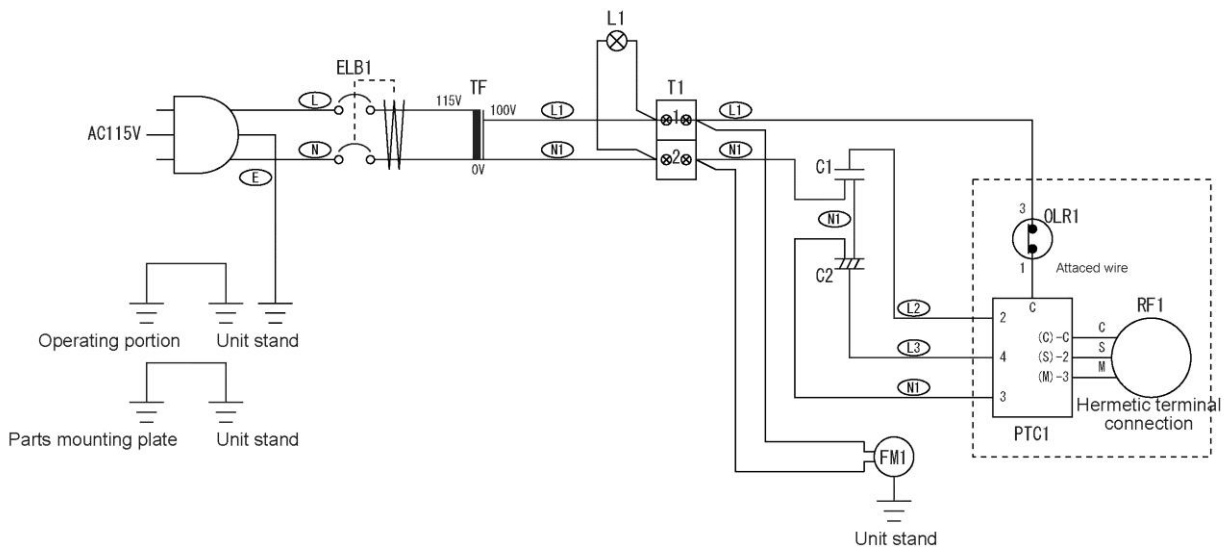 L1
ELB1
TF
T1
L
115V
100V
L1
L1
1
AC115V
N
N1
2
N1
0V
E
C1
N1
3
OLR1
C2
1
Attaced wire
C
RF1
L2
2
(C)-C
C
Operating portion
Unit stand
L3
4
(S)-2
S
(M)-3
M
N1
3
Hermetic terminal
connection
PTC1
Parts mounting plate
Unit stand
FM1
Unit stand